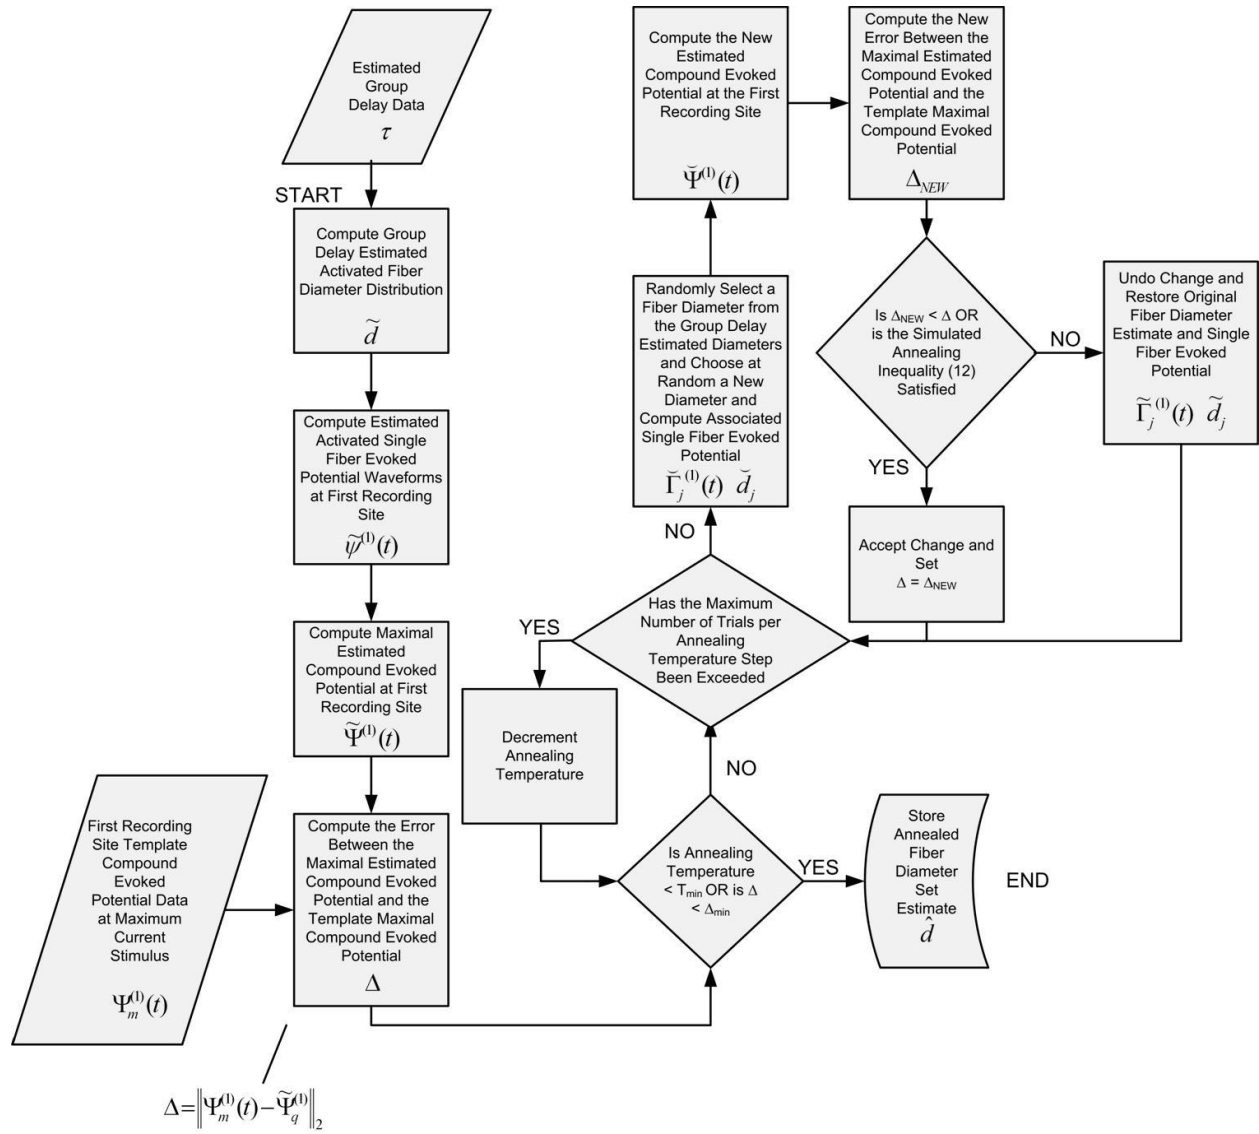 Estimated
Group
Delay Data
τ
START
Compute Group
Delay Estimated
Activated Fiber
Diameter Distribution
d̃
Compute Estimated
Activated Single
Fiber Evoked
Potential Waveforms
at First Recording
Site
ψ̃⁽¹⁾(t)
Compute Maximal
Estimated
Compound Evoked
Potential at First
Recording Site
Ψ̃⁽¹⁾(t)
First Recording
Site Template
Compound
Evoked
Potential Data
at Maximum
Current
Stimulus
Ψₘ⁽¹⁾(t)
Compute the Error
Between the
Maximal Estimated
Compound Evoked
Potential and the
Template Maximal
Compound Evoked
Potential
Δ
Δ=‖Ψₘ⁽¹⁾(t)−Ψ̃_q⁽¹⁾‖₂
Is Annealing
Temperature
< Tmin OR is Δ
< Δmin
YES
Store
Annealed
Fiber
Diameter
Set
Estimate
d̂
END
NO
Has the Maximum
Number of Trials per
Annealing
Temperature Step
Been Exceeded
YES
Decrement
Annealing
Temperature
NO
Randomly Select a
Fiber Diameter from
the Group Delay
Estimated Diameters
and Choose at
Random a New
Diameter and
Compute Associated
Single Fiber Evoked
Potential
Γ̆ⱼ⁽¹⁾(t) d̆ⱼ
Compute the New
Estimated
Compound Evoked
Potential at the First
Recording Site
Ψ̆⁽¹⁾(t)
Compute the New
Error Between the
Maximal Estimated
Compound Evoked
Potential and the
Template Maximal
Compound Evoked
Potential
Δ_NEW
Is ΔNEW < Δ OR
is the Simulated
Annealing
Inequality (12)
Satisfied
NO
Undo Change and
Restore Original
Fiber Diameter
Estimate and Single
Fiber Evoked
Potential
Γ̃ⱼ⁽¹⁾(t) d̃ⱼ
YES
Accept Change and
Set
Δ = ΔNEW